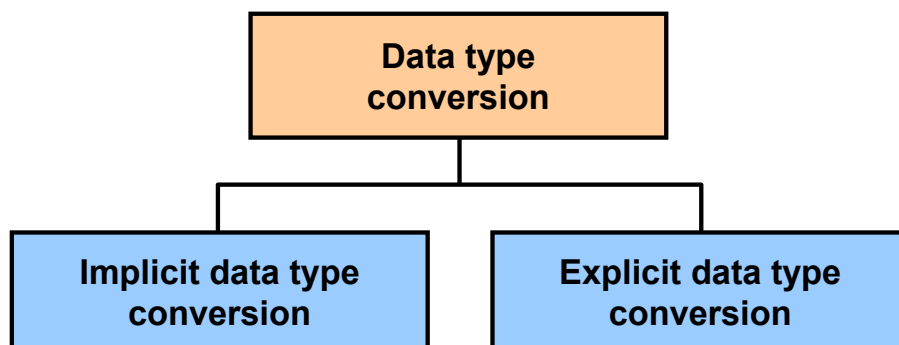 Data type
conversion
Implicit data type
conversion
Explicit data type
conversion